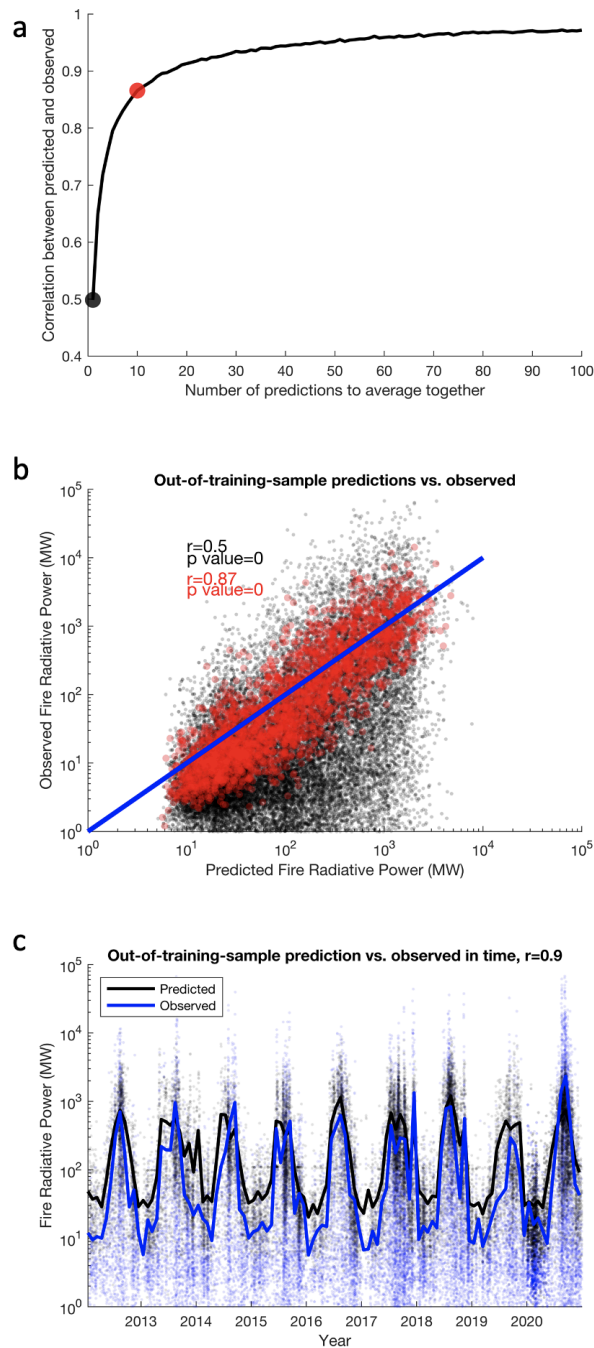 a
1
0.9
0.8
0.7
0.6
0.5
0.4
Correlation between predicted and observed
0 10 20 30 40 50 60 70 80 90 100
Number of predictions to average together
b
Out-of-training-sample predictions vs. observed
10^5
10^4
10^3
10^2
10^1
10^0
Observed Fire Radiative Power (MW)
r=0.5
p value=0
r=0.87
p value=0
10^0 10^1 10^2 10^3 10^4 10^5
Predicted Fire Radiative Power (MW)
c
Out-of-training-sample prediction vs. observed in time, r=0.9
10^5
10^4
10^3
10^2
10^1
10^0
Fire Radiative Power (MW)
Predicted
Observed
2013 2014 2015 2016 2017 2018 2019 2020
Year